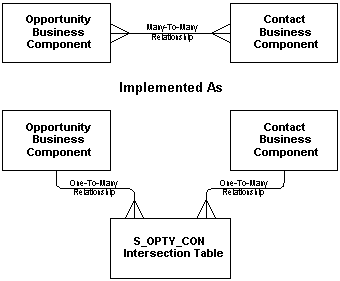 Opportunity
Business
Component
Many-To-Many
Relationship
Contact
Business
Component
Implemented As
Opportunity
Business
Component
Contact
Business
Component
One-To-Many
Relationship
One-To-Many
Relationship
S_OPTY_CON
Intersection Table